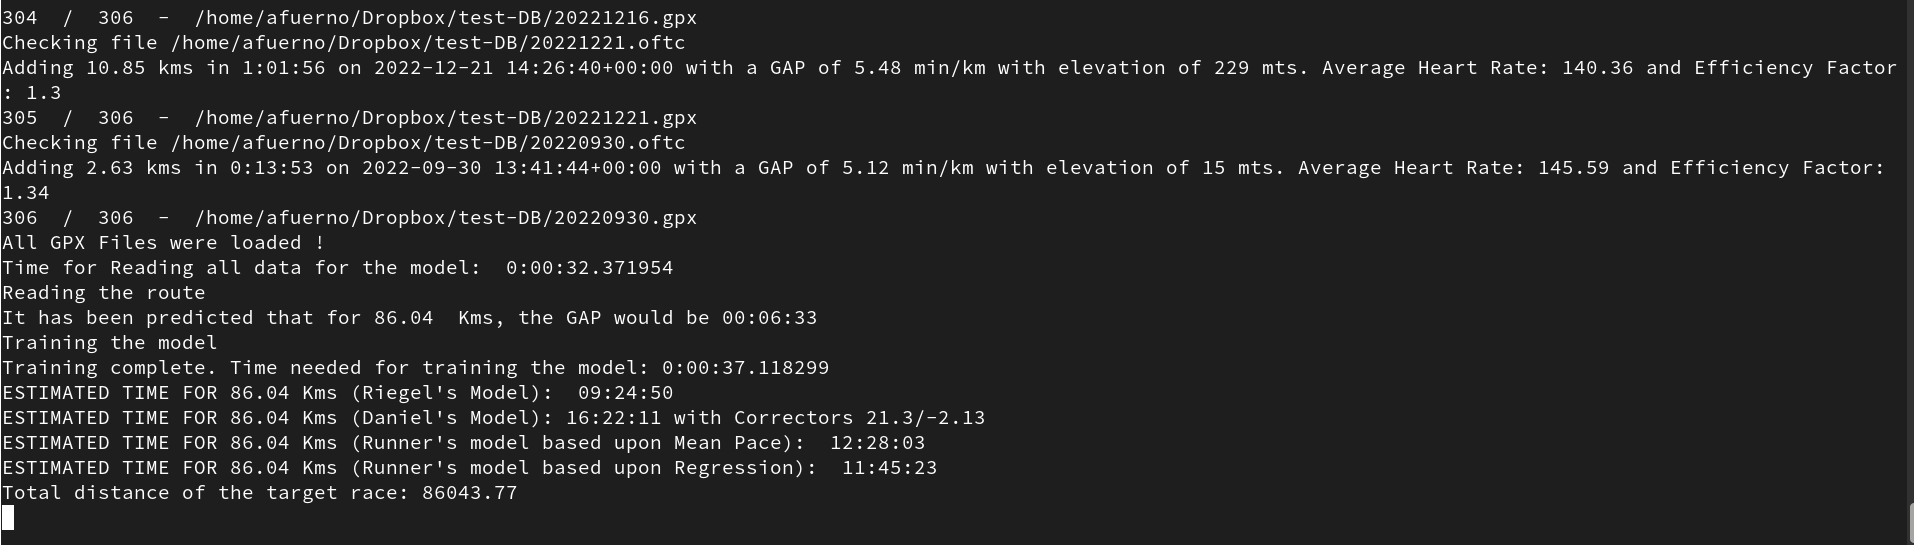 304  /  306  -  /home/afuerno/Dropbox/test-DB/20221216.gpx
Checking file /home/afuerno/Dropbox/test-DB/20221221.oftc
Adding 10.85 kms in 1:01:56 on 2022-12-21 14:26:40+00:00 with a GAP of 5.48 min/km with elevation of 229 mts. Average Heart Rate: 140.36 and Efficiency Factor
: 1.3
305  /  306  -  /home/afuerno/Dropbox/test-DB/20221221.gpx
Checking file /home/afuerno/Dropbox/test-DB/20220930.oftc
Adding 2.63 kms in 0:13:53 on 2022-09-30 13:41:44+00:00 with a GAP of 5.12 min/km with elevation of 15 mts. Average Heart Rate: 145.59 and Efficiency Factor:
1.34
306  /  306  -  /home/afuerno/Dropbox/test-DB/20220930.gpx
All GPX Files were loaded !
Time for Reading all data for the model:  0:00:32.371954
Reading the route
It has been predicted that for 86.04  Kms, the GAP would be 00:06:33
Training the model
Training complete. Time needed for training the model: 0:00:37.118299
ESTIMATED TIME FOR 86.04 Kms (Riegel's Model):  09:24:50
ESTIMATED TIME FOR 86.04 Kms (Daniel's Model): 16:22:11 with Correctors 21.3/-2.13
ESTIMATED TIME FOR 86.04 Kms (Runner's model based upon Mean Pace):  12:28:03
ESTIMATED TIME FOR 86.04 Kms (Runner's model based upon Regression):  11:45:23
Total distance of the target race: 86043.77